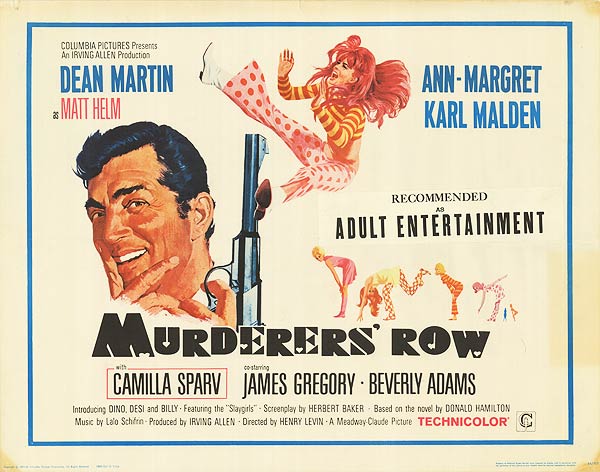 COLUMBIA PICTURES Presents
An IRVING ALLEN Production
DEAN MARTIN
as MATT HELM
ANN-MARGRET
KARL MALDEN
RECOMMENDED
AS
ADULT ENTERTAINMENT
MURDERERS' ROW
with
CAMILLA SPARV
co-starring
JAMES GREGORY · BEVERLY ADAMS
Introducing DINO, DESI and BILLY · Featuring the "Slaygirls" · Screenplay by HERBERT BAKER · Based on the novel by DONALD HAMILTON
Music by Lalo Schifrin · Produced by IRVING ALLEN · Directed by HENRY LEVIN · A Meadway-Claude Picture TECHNICOLOR